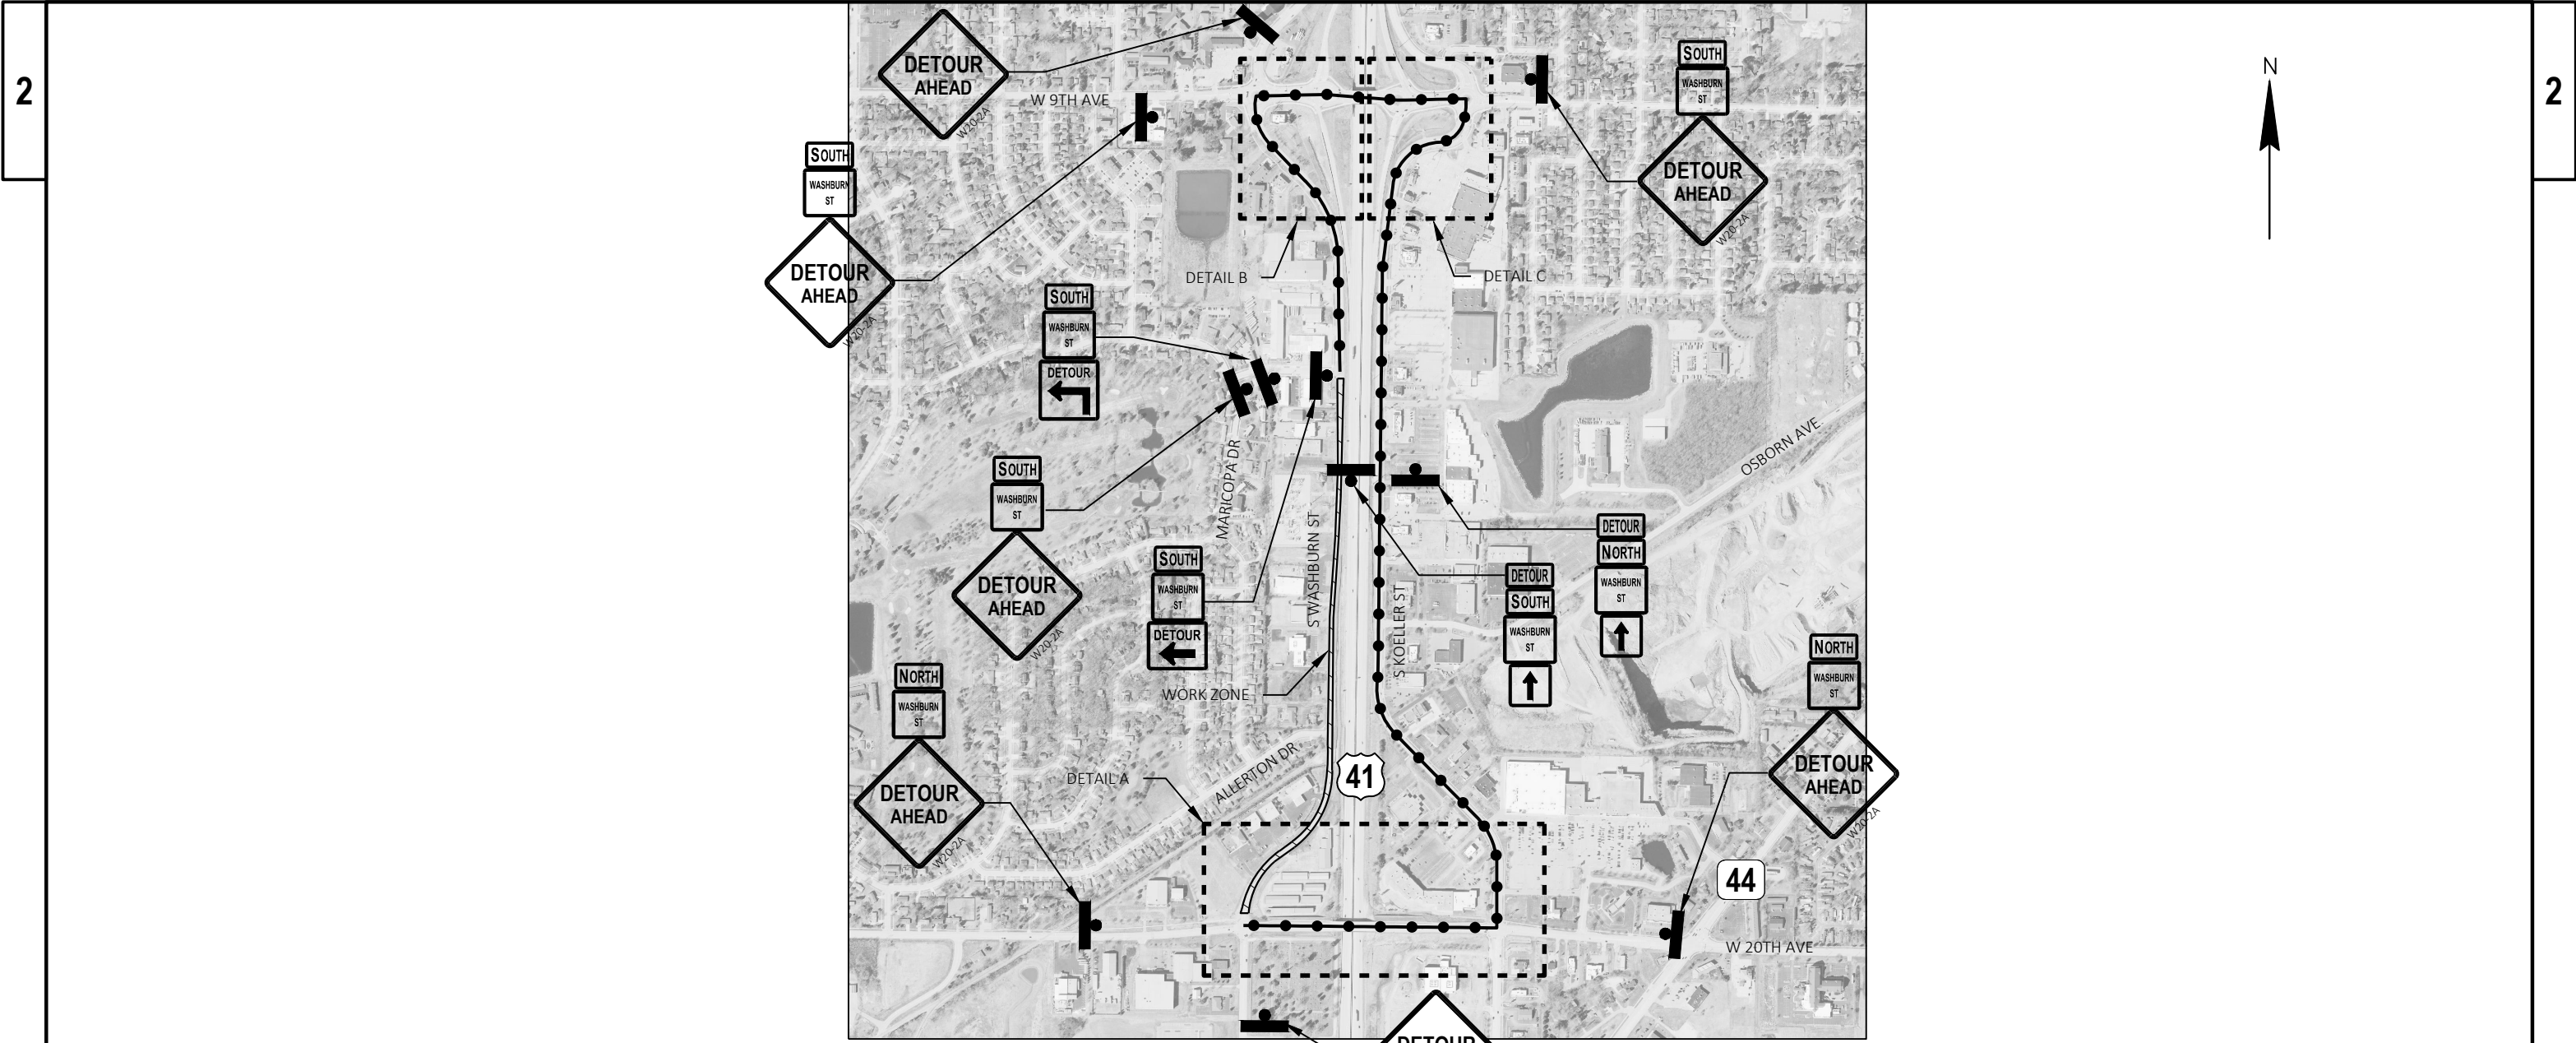 2
2
N
DETOUR
AHEAD
W20-2A
W 9TH AVE
SOUTH
WASHBURN
ST
DETOUR
AHEAD
W20-2A
SOUTH
WASHBURN
ST
DETOUR
AHEAD
W20-2A
DETAIL B
DETAIL C
SOUTH
WASHBURN
ST
DETOUR
SOUTH
WASHBURN
ST
DETOUR
AHEAD
W20-2A
MARICOPA DR
S WASHBURN ST
S KOELLER ST
OSBORN AVE
SOUTH
WASHBURN
ST
DETOUR
DETOUR
SOUTH
WASHBURN
ST
DETOUR
NORTH
WASHBURN
ST
WORK ZONE
NORTH
WASHBURN
ST
DETOUR
AHEAD
W20-2A
NORTH
WASHBURN
ST
DETOUR
AHEAD
W20-2A
DETAIL A
ALLERTON DR
41
44
W 20TH AVE
DETOUR